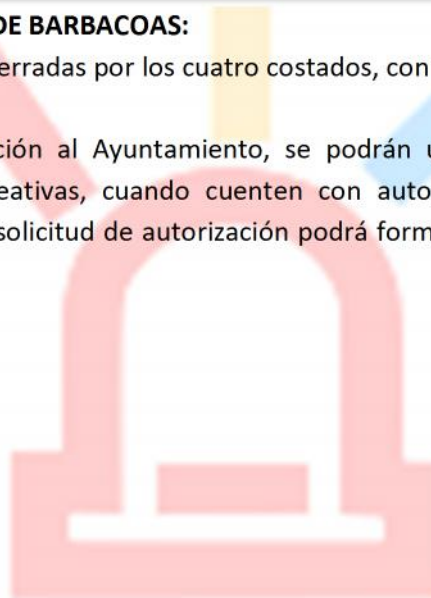 DE BARBACOAS:
erradas por los cuatro costados, con
ción al Ayuntamiento, se podrán
eativas, cuando cuenten con auto
solicitud de autorización podrá form